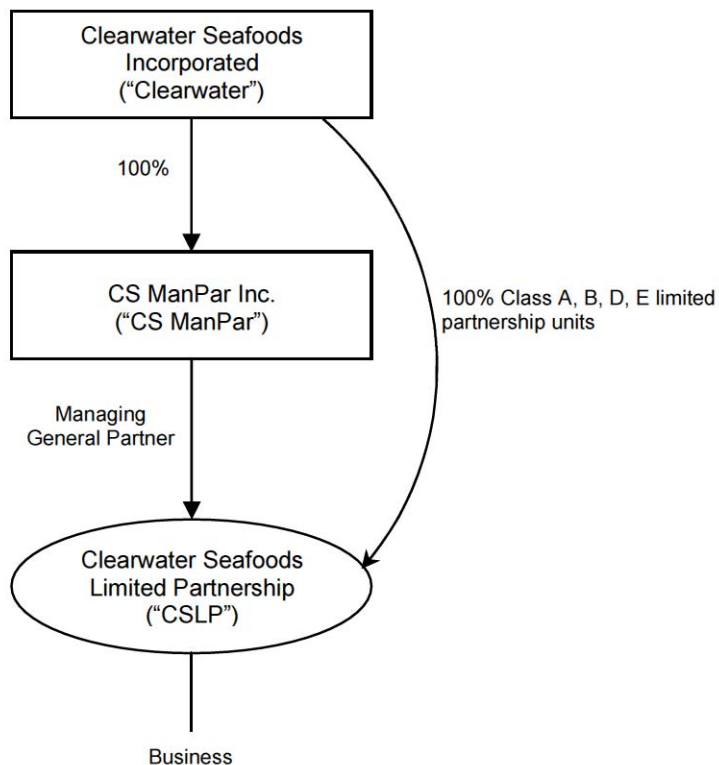 Clearwater Seafoods
Incorporated
(“Clearwater”)
100%
CS ManPar Inc.
(“CS ManPar”)
100% Class A, B, D, E limited
partnership units
Managing
General Partner
Clearwater Seafoods
Limited Partnership
(“CSLP”)
Business